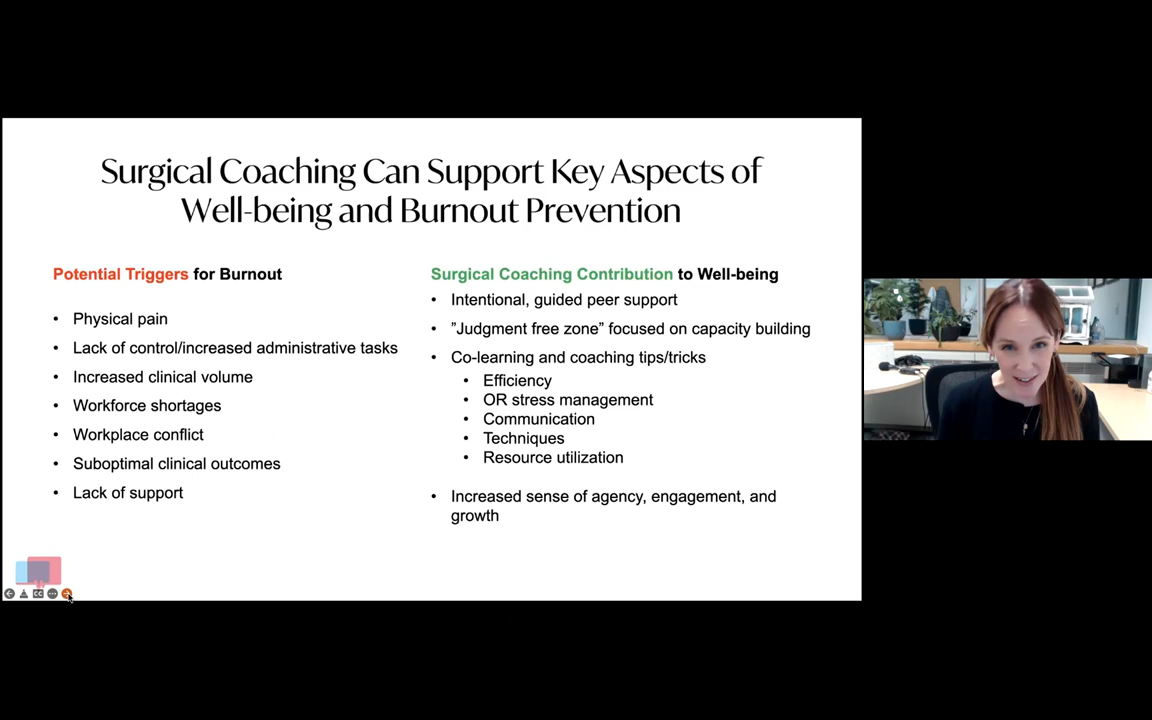 Surgical Coaching Can Support Key Aspects of
Well-being and Burnout Prevention
Potential Triggers for Burnout
• Physical pain
• Lack of control/increased administrative tasks
• Increased clinical volume
• Workforce shortages
• Workplace conflict
• Suboptimal clinical outcomes
• Lack of support
Surgical Coaching Contribution to Well-being
• Intentional, guided peer support
• ”Judgment free zone” focused on capacity building
• Co-learning and coaching tips/tricks
• Efficiency
• OR stress management
• Communication
• Techniques
• Resource utilization
• Increased sense of agency, engagement, and
growth
CC